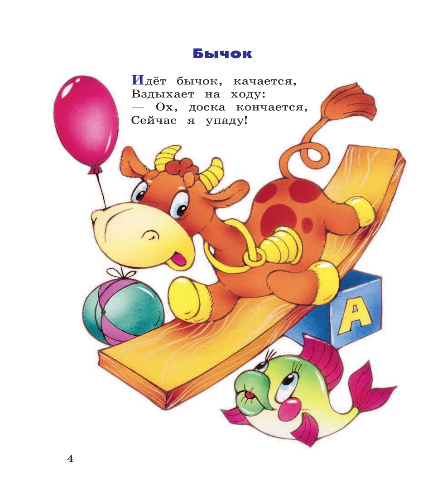 Бычок
Идёт бычок, качается,
Вздыхает на ходу:
— Ох, доска кончается,
Сейчас я упаду!
А
4